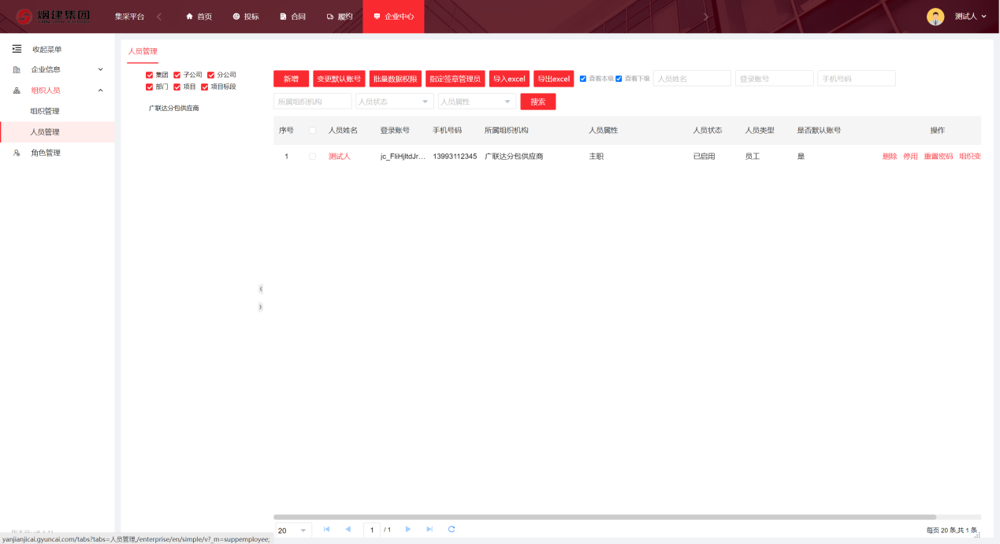 烟建集团 集采平台 首页 投标 合同 履约 企业中心 测试人
收起菜单
企业信息
组织人员
组织管理
人员管理
角色管理
人员管理
集团 子公司 分公司
部门 项目 项目标段
广联达分包供应商
新增 变更默认账号 批量数据权限 指定签章管理员 导入excel 导出excel 查看本级 查看下级 人员姓名 登录账号 手机号码
所属组织机构 人员状态 人员属性 搜索
序号 人员姓名 登录账号 手机号码 所属组织机构 人员属性 人员状态 人员类型 是否默认账号 操作
1 测试人 jc_FliHjltdJr... 13993112345 广联达分包供应商 主职 已启用 员工 是 删除 停用 重置密码 组织变
20 1 / 1 每页 20 条,共 1 条
yanjianjicai.gyuncai.com/tabs?tabs=人员管理,/enterprise/en/simple/v?_m=suppemployee;